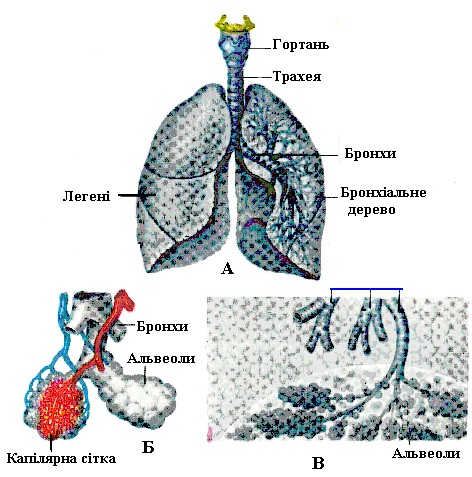 Гортань
Трахея
Бронхи
Легені
Бронхіальне
дерево
А
Бронхи
Альвеоли
Б
Капілярна сітка
В
Альвеоли